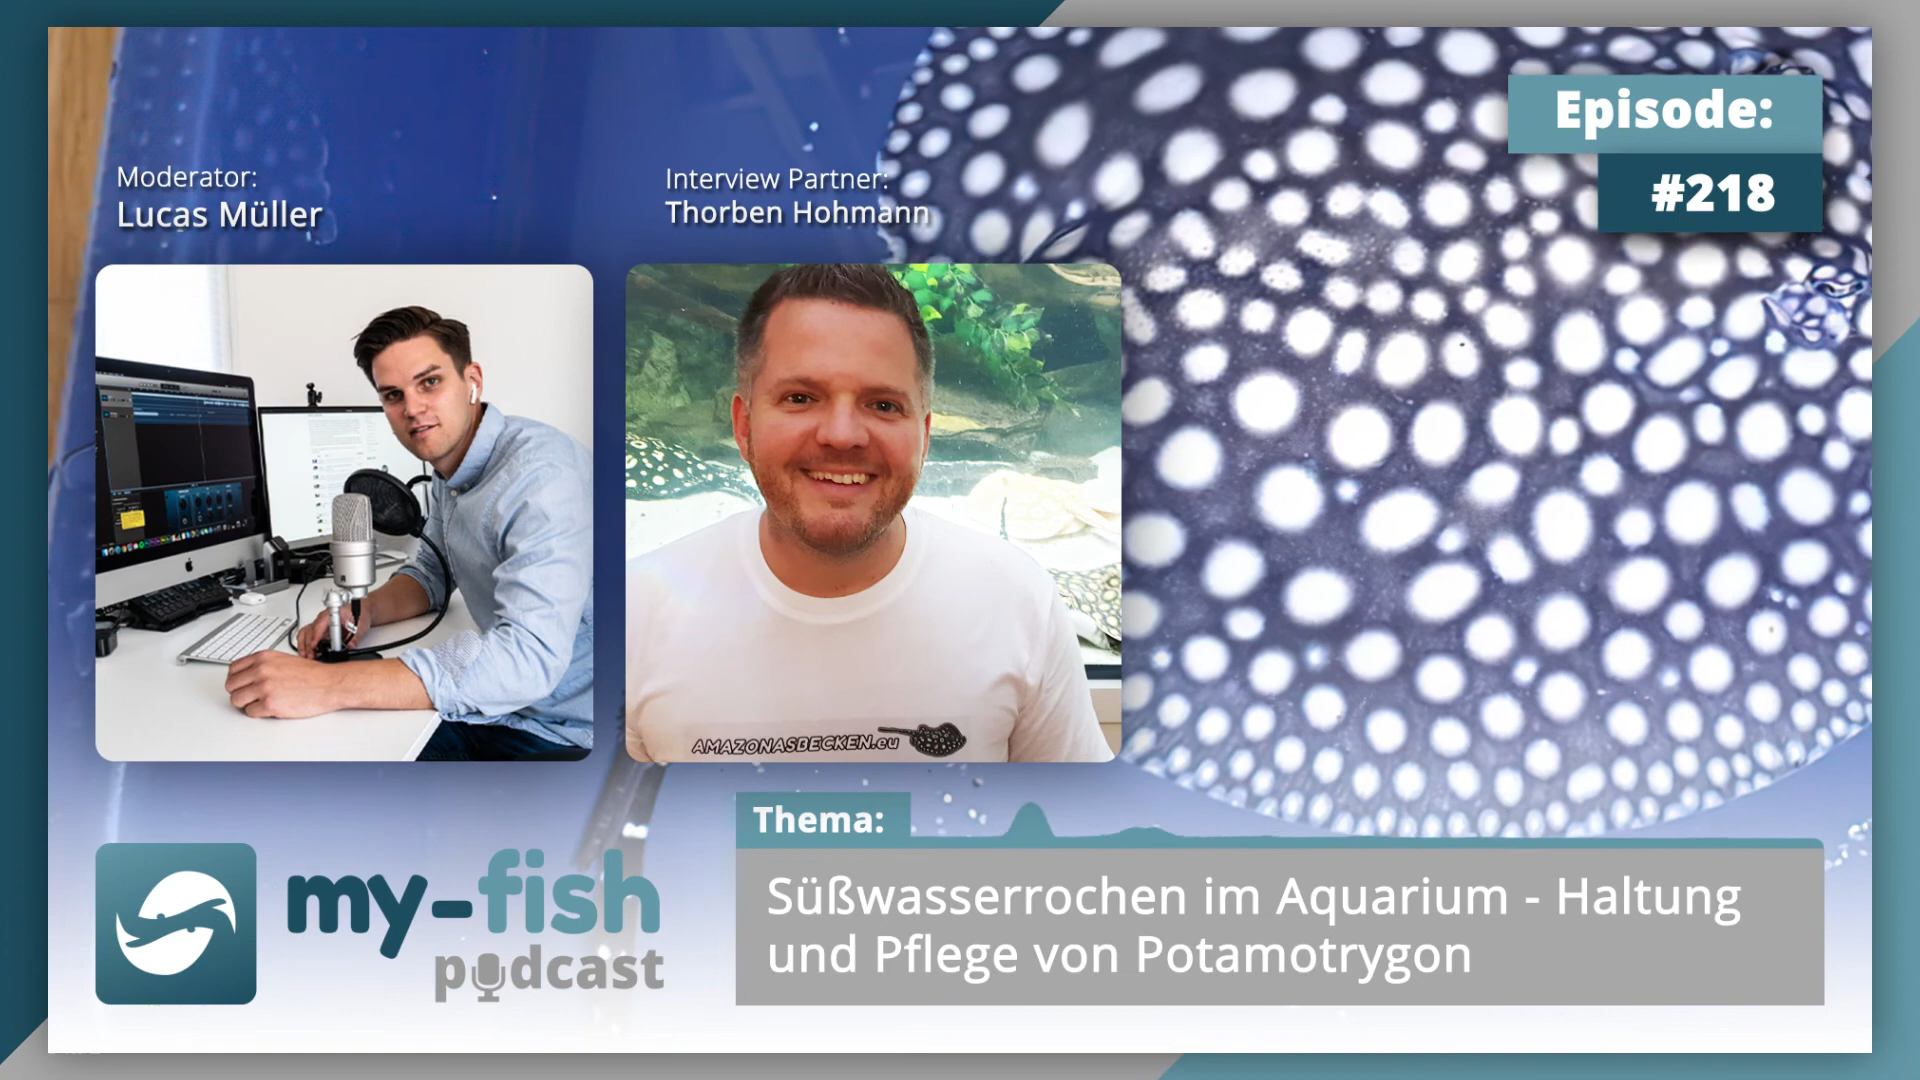 Episode:
#218
Moderator:
Lucas Müller
Interview Partner:
Thorben Hohmann
AMAZONASBECKEN.eu
Thema:
Süßwasserrochen im Aquarium - Haltung
und Pflege von Potamotrygon
my-fish
podcast